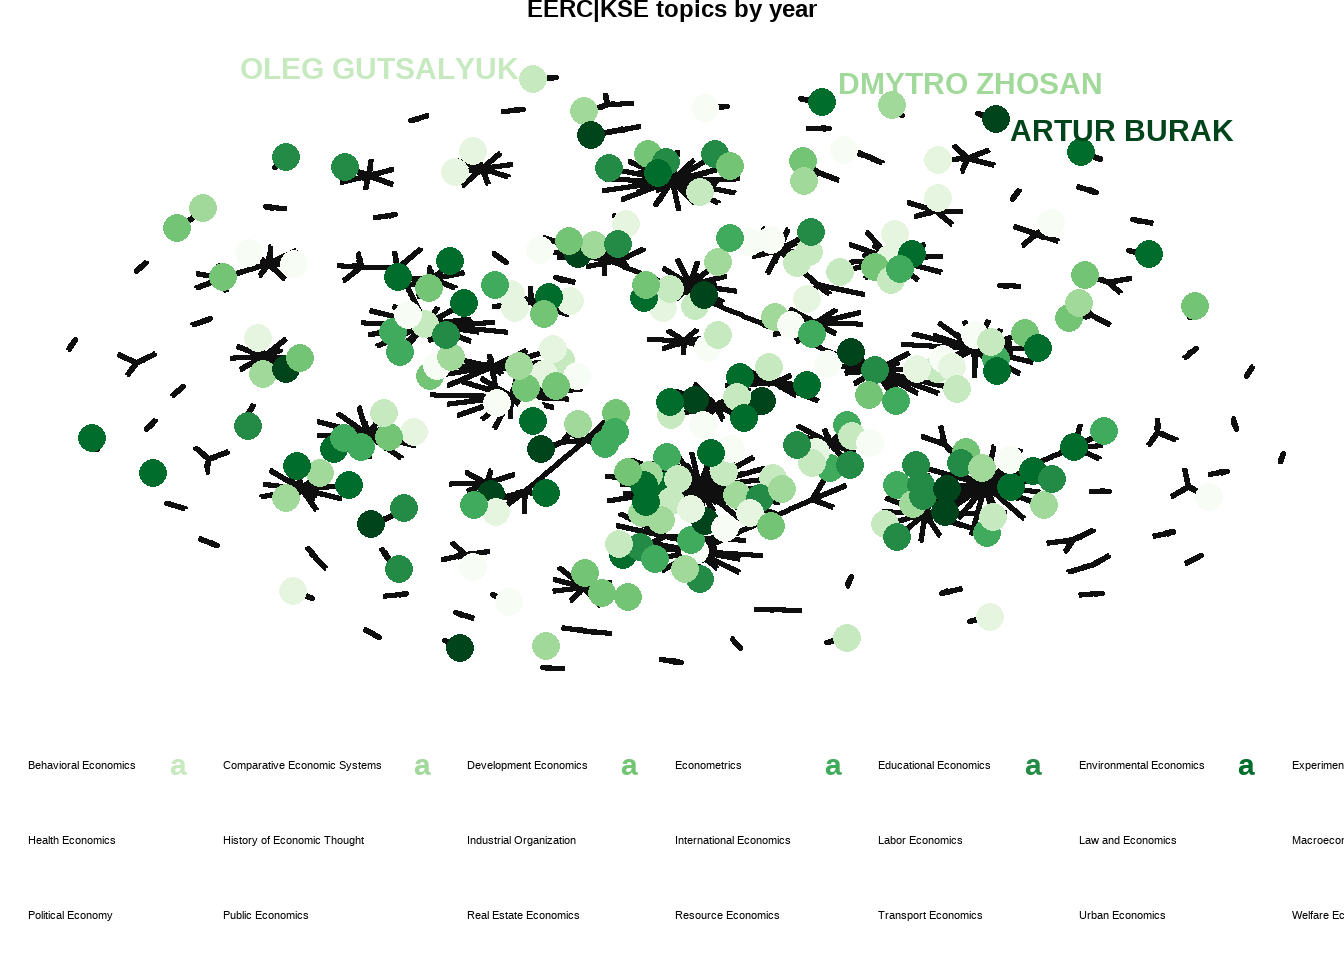 EERC|KSE topics by year
OLEG GUTSALYUK
DMYTRO ZHOSAN
ARTUR BURAK
Behavioral Economics a Comparative Economic Systems a Development Economics a Econometrics a Educational Economics a Environmental Economics a Experimen
Health Economics History of Economic Thought Industrial Organization International Economics Labor Economics Law and Economics Macroecon
Political Economy Public Economics Real Estate Economics Resource Economics Transport Economics Urban Economics Welfare Ec